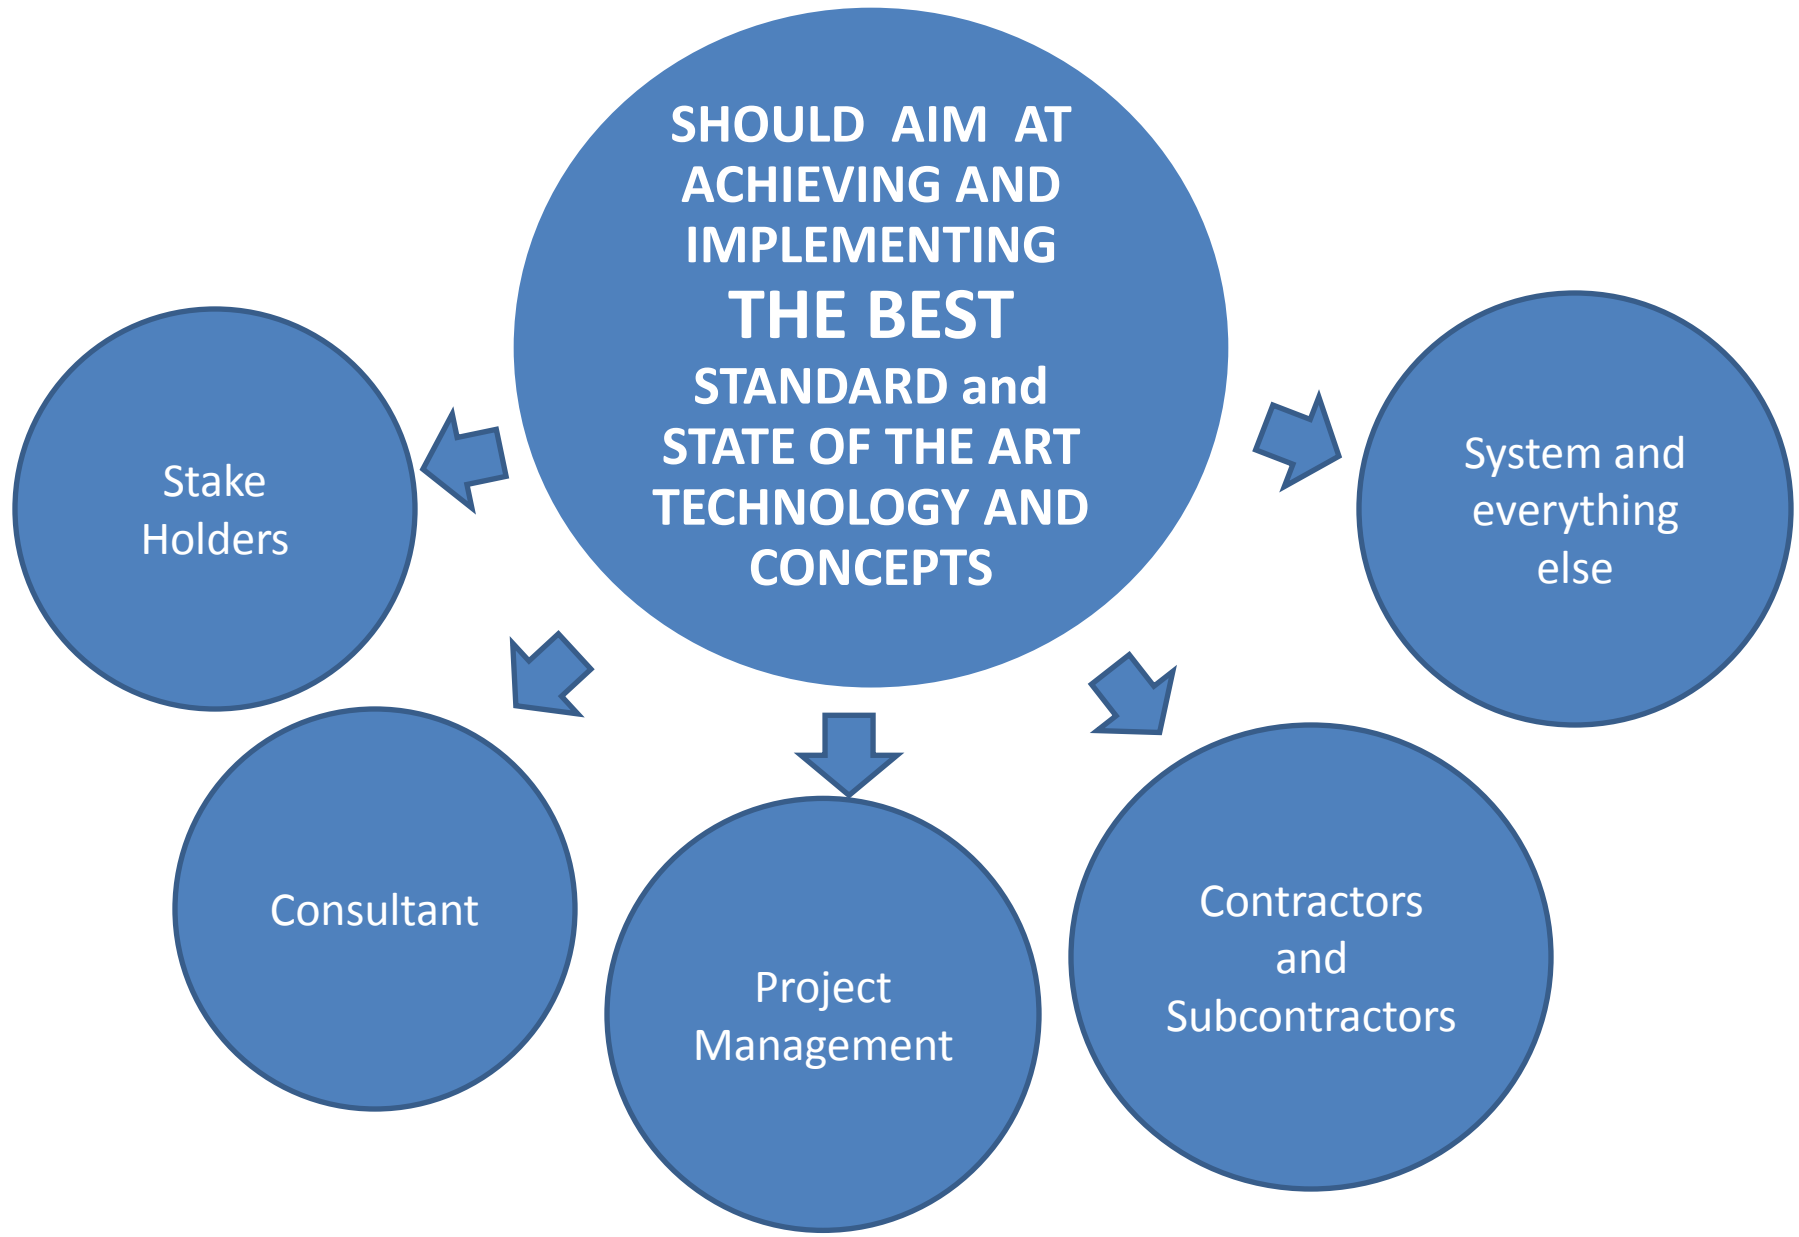 SHOULD AIM AT
ACHIEVING AND
IMPLEMENTING
THE BEST
STANDARD and
STATE OF THE ART
TECHNOLOGY AND
CONCEPTS
Stake
Holders
Consultant
Project
Management
Contractors
and
Subcontractors
System and
everything
else